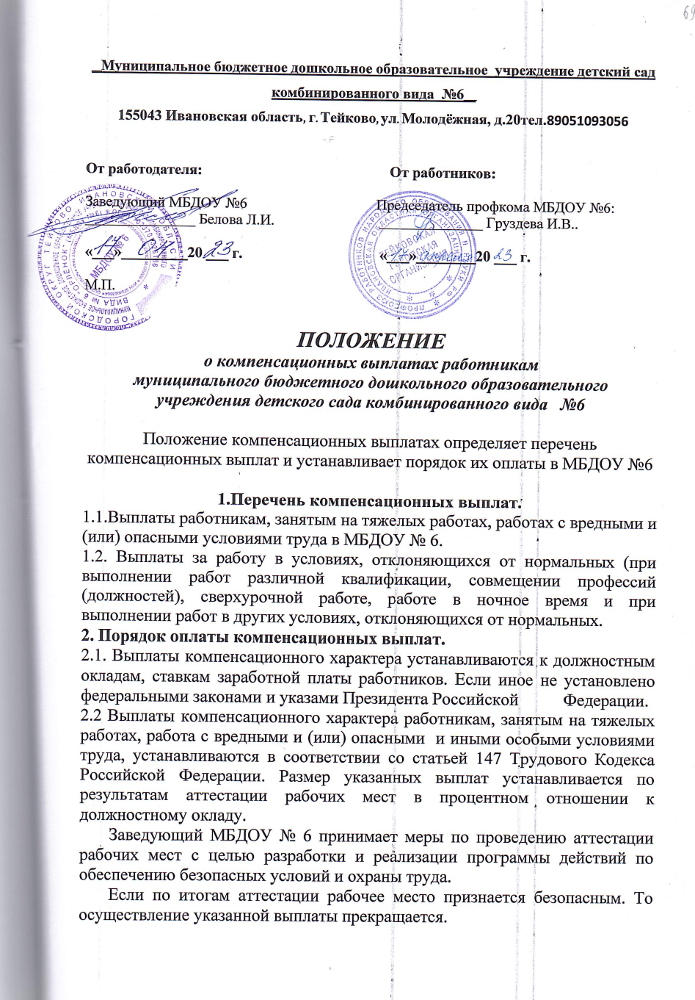 69
Муниципальное бюджетное дошкольное образовательное учреждение детский сад
комбинированного вида №6
155043 Ивановская область, г. Тейково, ул. Молодёжная, д.20тел.89051093056
От работодателя:
От работников:
Заведующий МБДОУ №6
Председатель профкома МБДОУ №6:
Белова Л.И.
Груздева И.В..
«17» 04 20 23 г.
« » 20 23 г.
М.П.
ПОЛОЖЕНИЕ
о компенсационных выплатах работникам
муниципального бюджетного дошкольного образовательного
учреждения детского сада комбинированного вида №6
Положение компенсационных выплатах определяет перечень
компенсационных выплат и устанавливает порядок их оплаты в МБДОУ №6
1.Перечень компенсационных выплат.
1.1.Выплаты работникам, занятым на тяжелых работах, работах с вредными и
(или) опасными условиями труда в МБДОУ № 6.
1.2. Выплаты за работу в условиях, отклоняющихся от нормальных (при
выполнении работ различной квалификации, совмещении профессий
(должностей), сверхурочной работе, работе в ночное время и при
выполнении работ в других условиях, отклоняющихся от нормальных.
2. Порядок оплаты компенсационных выплат.
2.1. Выплаты компенсационного характера устанавливаются к должностным
окладам, ставкам заработной платы работников. Если иное не установлено
федеральными законами и указами Президента Российской Федерации.
2.2 Выплаты компенсационного характера работникам, занятым на тяжелых
работах, работа с вредными и (или) опасными и иными особыми условиями
труда, устанавливаются в соответствии со статьей 147 Трудового Кодекса
Российской Федерации. Размер указанных выплат устанавливается по
результатам аттестации рабочих мест в процентном отношении к
должностному окладу.
Заведующий МБДОУ № 6 принимает меры по проведению аттестации
рабочих мест с целью разработки и реализации программы действий по
обеспечению безопасных условий и охраны труда.
Если по итогам аттестации рабочее место признается безопасным. То
осуществление указанной выплаты прекращается.